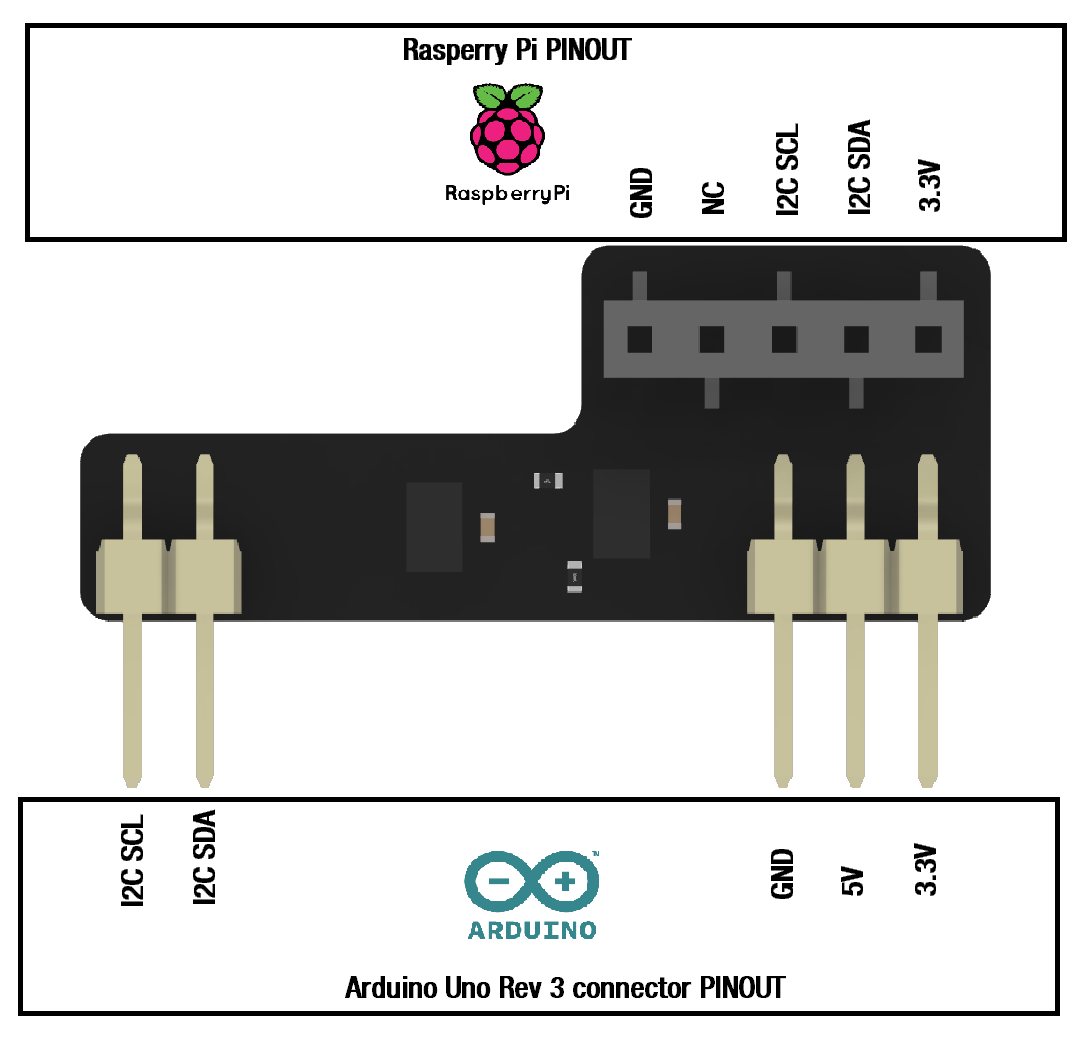 Rasperry Pi PINOUT
RaspberryPi
GND
NC
I2C SCL
I2C SDA
3.3V
I2C SCL
I2C SDA
GND
5V
3.3V
ARDUINO
Arduino Uno Rev 3 connector PINOUT